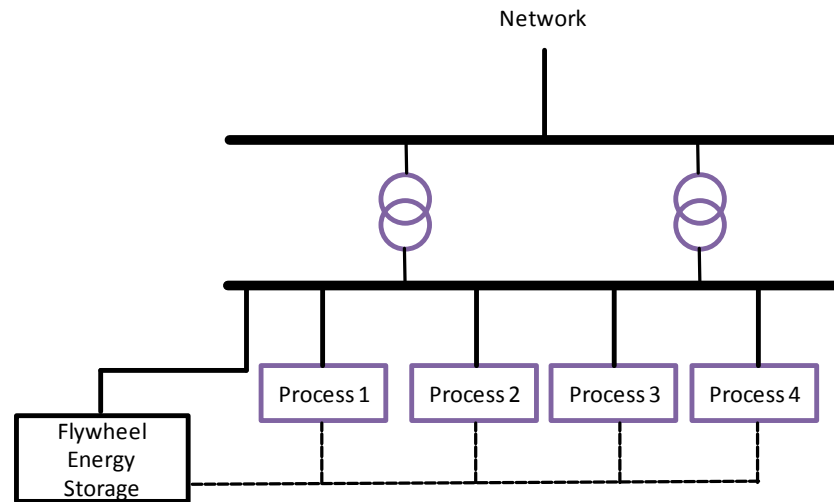 Network
Process 1
Process 2
Process 3
Process 4
Flywheel
Energy
Storage